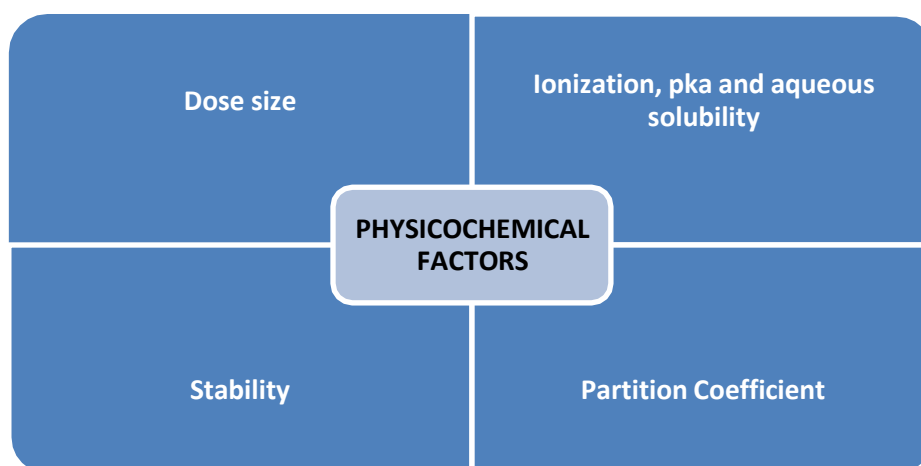 Dose size
Ionization, pka and aqueous
solubility
PHYSICOCHEMICAL
FACTORS
Stability
Partition Coefficient